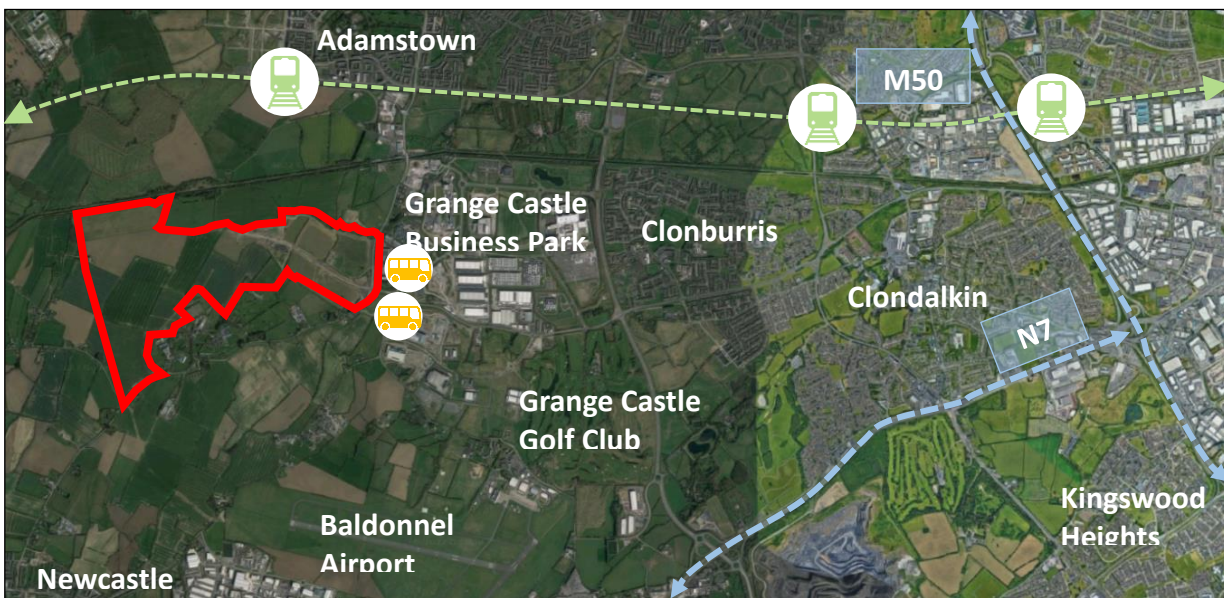 Adamstown
M50
Grange Castle
Business Park
Clonburris
Clondalkin
N7
Grange Castle
Golf Club
Kingswood
Heights
Baldonnel
Airport
Newcastle